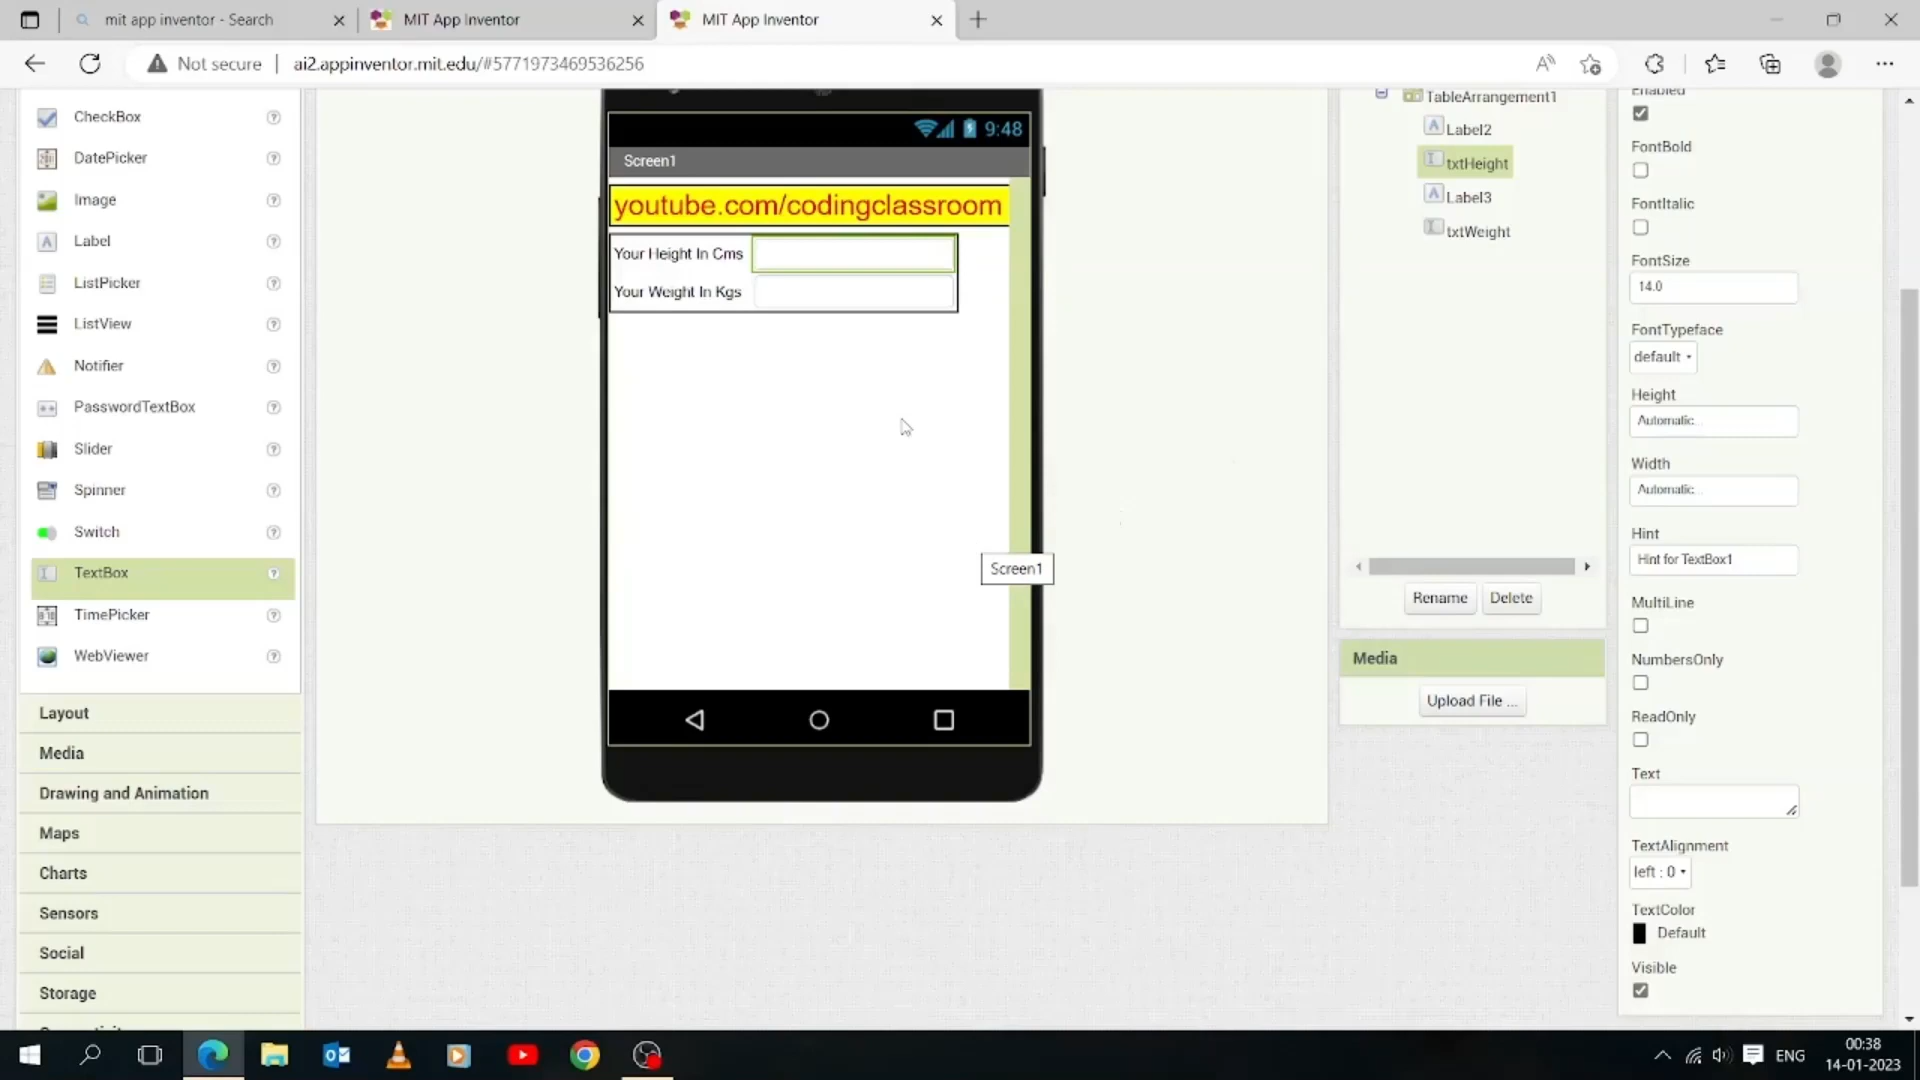 mit app inventor - Search
MIT App Inventor
MIT App Inventor
Not secure
ai2.appinventor.mit.edu/#5771973469536256
CheckBox
DatePicker
Image
Label
ListPicker
ListView
Notifier
PasswordTextBox
Slider
Spinner
Switch
TextBox
TimePicker
WebViewer
Layout
Media
Drawing and Animation
Maps
Charts
Sensors
Social
Storage
9:48
Screen1
youtube.com/codingclassroom
Your Height In Cms
Your Weight In Kgs
Screen1
TableArrangement1
Label2
txtHeight
Label3
txtWeight
Rename
Delete
Media
Upload File ...
Enabled
FontBold
FontItalic
FontSize
14.0
FontTypeface
default
Height
Automatic...
Width
Automatic...
Hint
Hint for TextBox1
MultiLine
NumbersOnly
ReadOnly
Text
TextAlignment
left : 0
TextColor
Default
Visible
ENG
00:38
14-01-2023